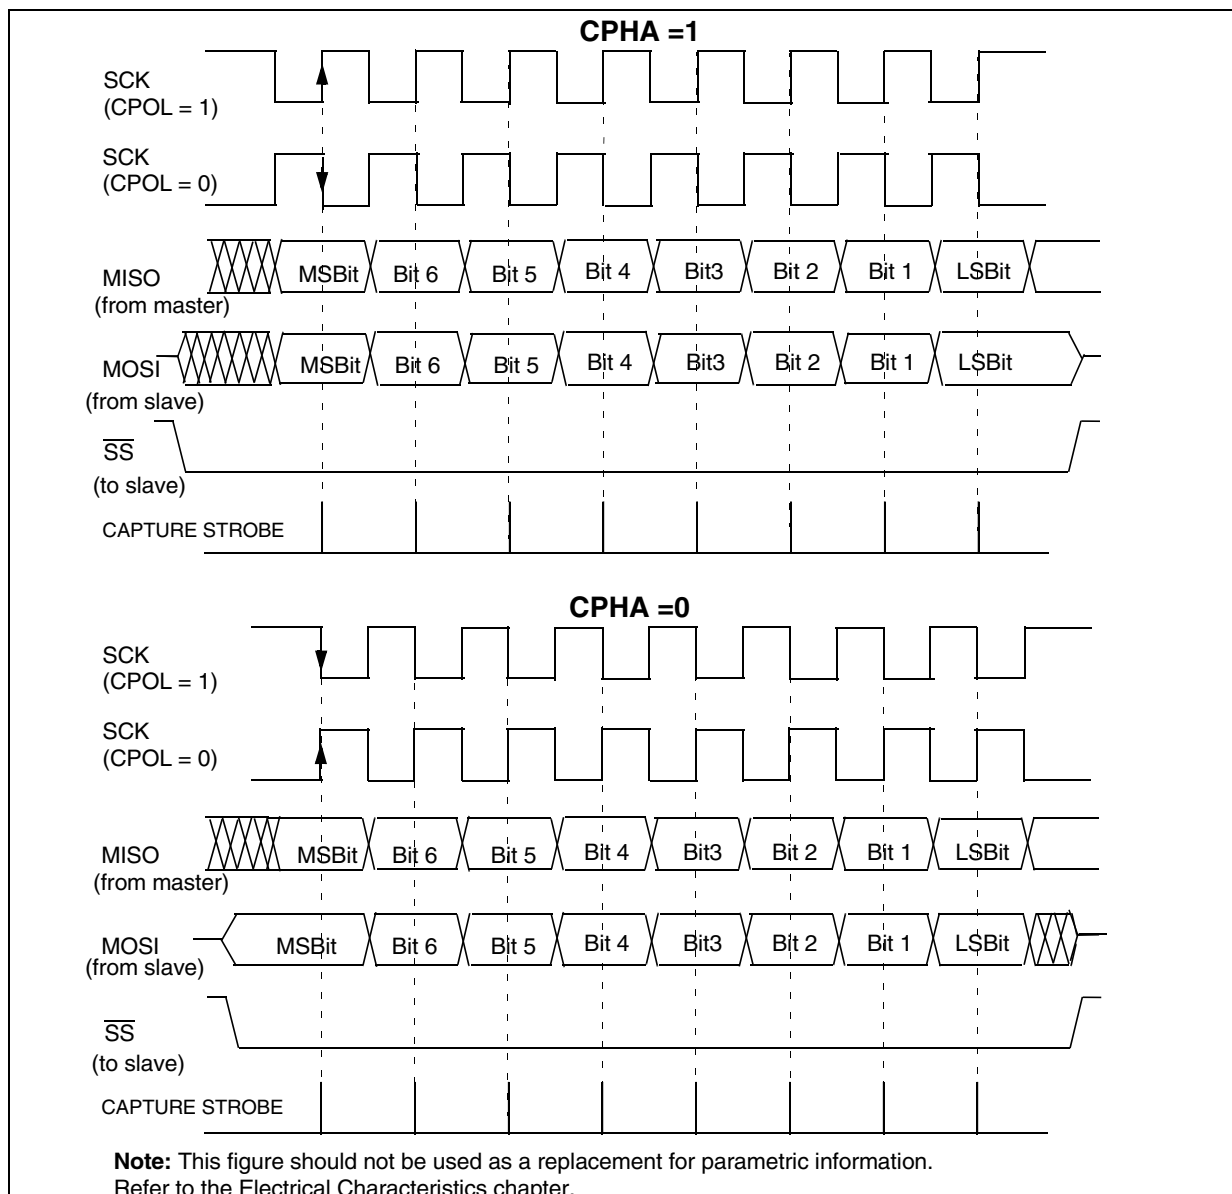 CPHA =1
SCK
(CPOL = 1)
SCK
(CPOL = 0)
MISO
(from master)
MSBit Bit 6 Bit 5 Bit 4 Bit3 Bit 2 Bit 1 LSBit
MOSI
(from slave)
MSBit Bit 6 Bit 5 Bit 4 Bit3 Bit 2 Bit 1 LSBit
SS
(to slave)
CAPTURE STROBE
CPHA =0
SCK
(CPOL = 1)
SCK
(CPOL = 0)
MISO
(from master)
MSBit Bit 6 Bit 5 Bit 4 Bit3 Bit 2 Bit 1 LSBit
MOSI
(from slave)
MSBit Bit 6 Bit 5 Bit 4 Bit3 Bit 2 Bit 1 LSBit
SS
(to slave)
CAPTURE STROBE
Note: This figure should not be used as a replacement for parametric information.
Refer to the Electrical Characteristics chapter.